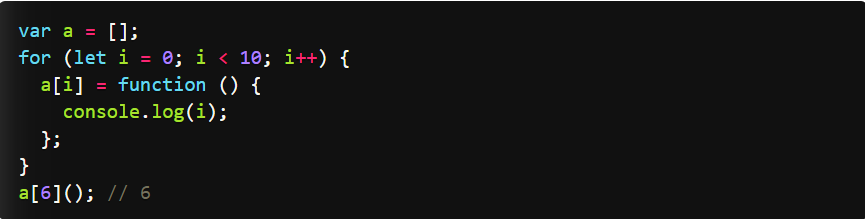 var a = [];
for (let i = 0; i < 10; i++) {
  a[i] = function () {
    console.log(i);
  };
}
a[6](); // 6